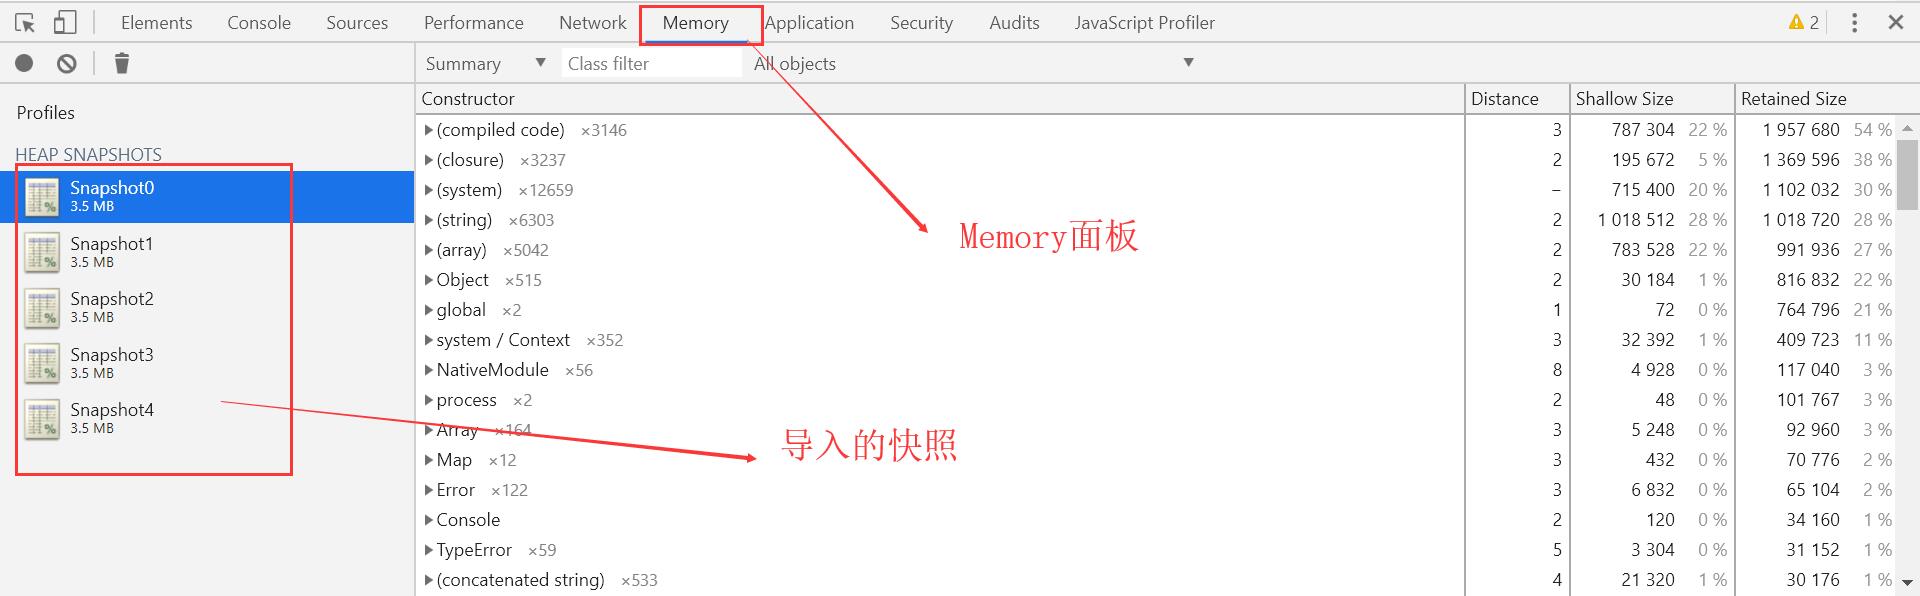 Elements Console Sources Performance Network Memory Application Security Audits JavaScript Profiler 2
Summary Class filter All objects
Profiles
HEAP SNAPSHOTS
Snapshot0
3.5 MB
Snapshot1
3.5 MB
Snapshot2
3.5 MB
Snapshot3
3.5 MB
Snapshot4
3.5 MB
Constructor Distance Shallow Size Retained Size
(compiled code) ×3146 3 787 304 22 % 1 957 680 54 %
(closure) ×3237 2 195 672 5 % 1 369 596 38 %
(system) ×12659 – 715 400 20 % 1 102 032 30 %
(string) ×6303 2 1 018 512 28 % 1 018 720 28 %
(array) ×5042 2 783 528 22 % 991 936 27 %
Object ×515 2 30 184 1 % 816 832 22 %
global ×2 1 72 0 % 764 796 21 %
system / Context ×352 3 32 392 1 % 409 723 11 %
NativeModule ×56 8 4 928 0 % 117 040 3 %
process ×2 2 48 0 % 101 767 3 %
Array ×164 3 5 248 0 % 92 960 3 %
Map ×12 3 432 0 % 70 776 2 %
Error ×122 3 6 832 0 % 65 104 2 %
Console 2 120 0 % 34 160 1 %
TypeError ×59 5 3 304 0 % 31 152 1 %
(concatenated string) ×533 4 21 320 1 % 30 176 1 %
Memory面板
导入的快照